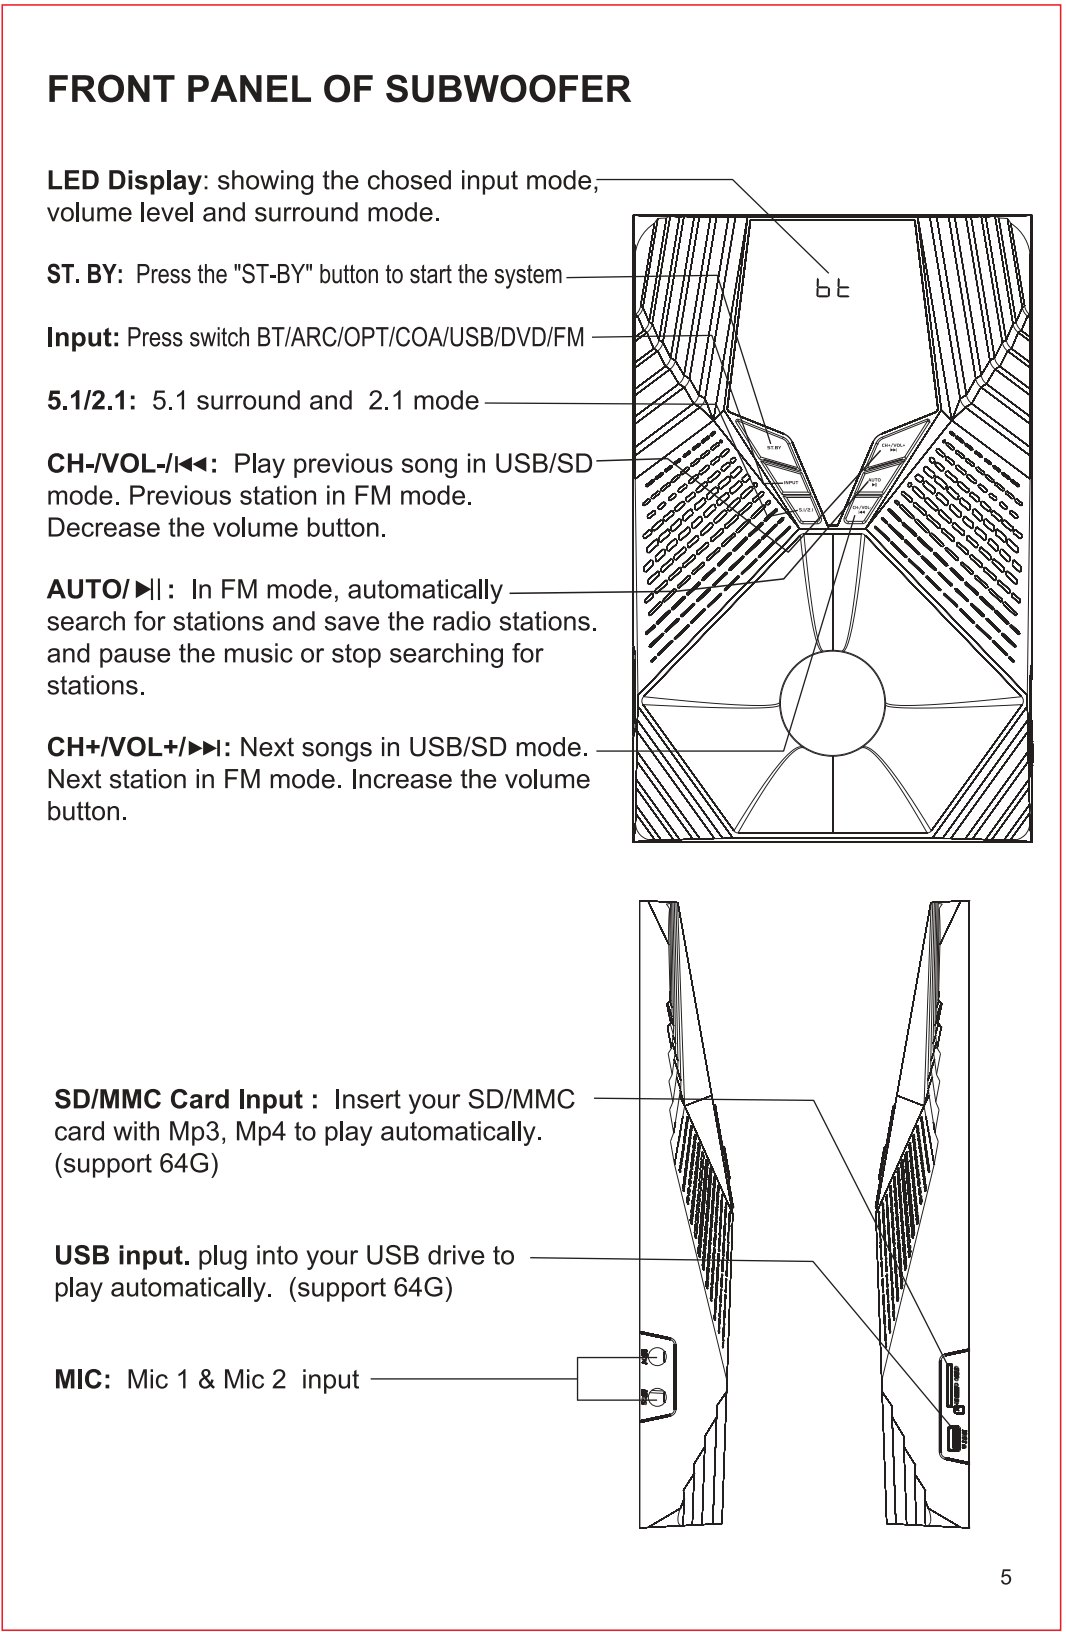 FRONT PANEL OF SUBWOOFER
LED Display: showing the chosed input mode,
volume level and surround mode.
ST. BY: Press the "ST-BY" button to start the system
Input: Press switch BT/ARC/OPT/COA/USB/DVD/FM
5.1/2.1: 5.1 surround and 2.1 mode
CH-/VOL-/⏮: Play previous song in USB/SD
mode. Previous station in FM mode.
Decrease the volume button.
AUTO/⏯: In FM mode, automatically
search for stations and save the radio stations.
and pause the music or stop searching for
stations.
CH+/VOL+/⏭: Next songs in USB/SD mode.
Next station in FM mode. Increase the volume
button.
bt
ST.BY
INPUT
5.1/2.1
CH+/VOL+
AUTO
CH-/VOL-
SD/MMC Card Input : Insert your SD/MMC
card with Mp3, Mp4 to play automatically.
(support 64G)
USB input. plug into your USB drive to
play automatically. (support 64G)
MIC: Mic 1 & Mic 2 input
5